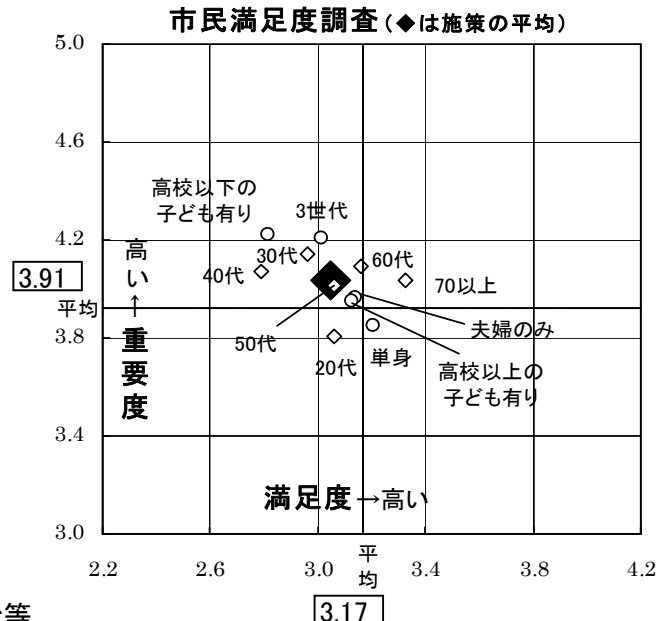 市民満足度調査(◆は施策の平均)
5.0
4.6
4.2
3.91
平均
3.8
3.4
3.0
高い→重要度
高校以下の
子ども有り
3世代
30代
40代
60代
70以上
50代
夫婦のみ
20代
単身
高校以上の
子ども有り
満足度→高い
2.2
2.6
3.0
平均
3.4
3.8
4.2
3.17
等